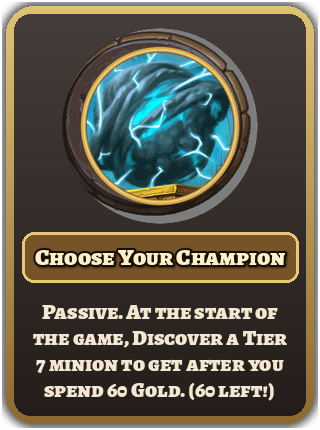 Choose Your Champion
Passive. At the start of
the game, Discover a Tier
7 minion to get after you
spend 60 Gold. (60 left!)